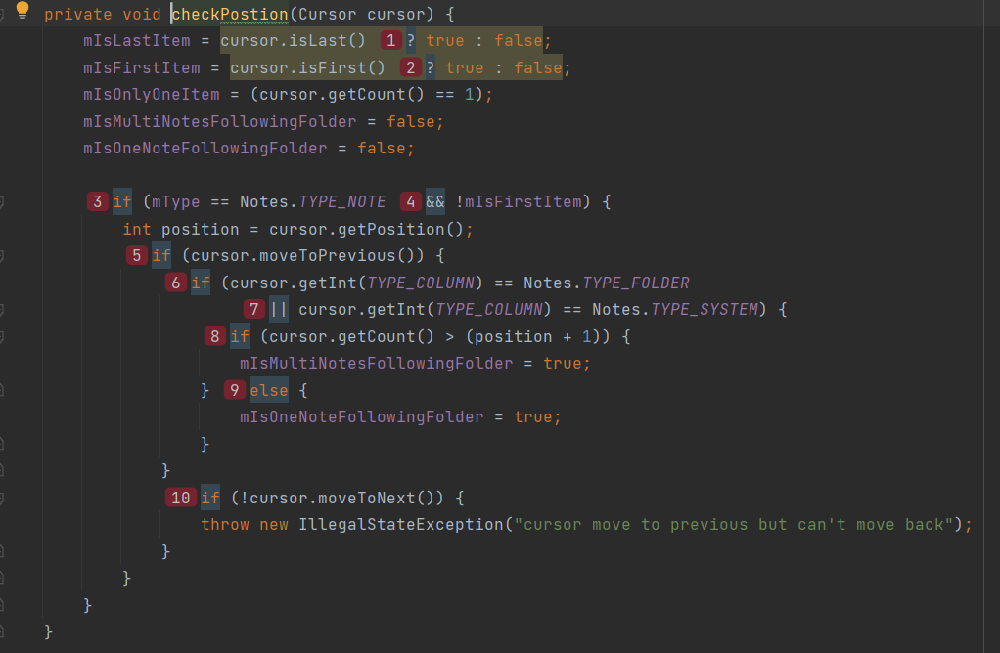 private void checkPostion(Cursor cursor) {
mIsLastItem = cursor.isLast() 1 ? true : false;
mIsFirstItem = cursor.isFirst() 2 ? true : false;
mIsOnlyOneItem = (cursor.getCount() == 1);
mIsMultiNotesFollowingFolder = false;
mIsOneNoteFollowingFolder = false;
3 if (mType == Notes.TYPE_NOTE 4 && !mIsFirstItem) {
int position = cursor.getPosition();
5 if (cursor.moveToPrevious()) {
6 if (cursor.getInt(TYPE_COLUMN) == Notes.TYPE_FOLDER
7 || cursor.getInt(TYPE_COLUMN) == Notes.TYPE_SYSTEM) {
8 if (cursor.getCount() > (position + 1)) {
mIsMultiNotesFollowingFolder = true;
} 9 else {
mIsOneNoteFollowingFolder = true;
}
}
10 if (!cursor.moveToNext()) {
throw new IllegalStateException("cursor move to previous but can't move back");
}
}
}
}